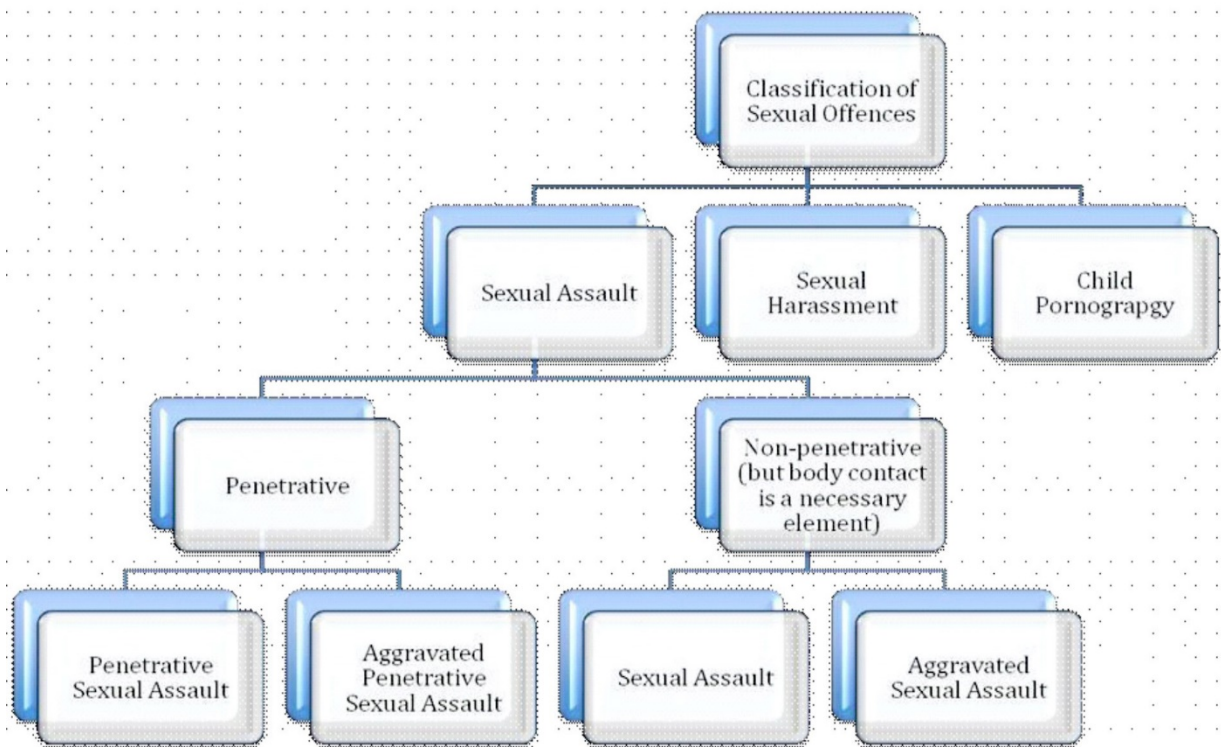 Classification of
Sexual Offences
Sexual Assault
Sexual
Harassment
Child
Pornograpgy
Penetrative
Non-penetrative
(but body contact
is a necessary
element)
Penetrative
Sexual Assault
Aggravated
Penetrative
Sexual Assault
Sexual Assault
Aggravated
Sexual Assault